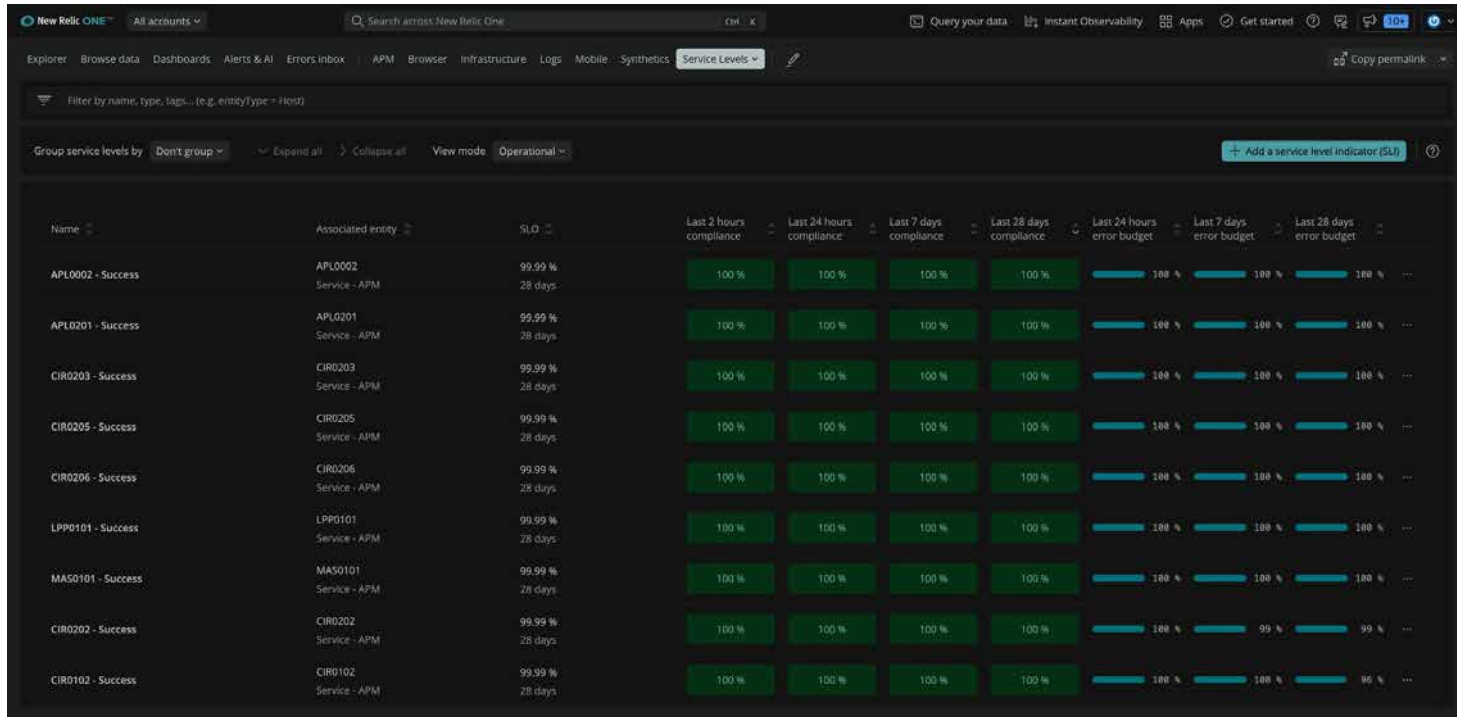 New Relic ONE™ All accounts Search across New Relic One Ctrl K Query your data Instant Observability Apps Get started 10+
Explorer Browse data Dashboards Alerts & AI Errors inbox APM Browser Infrastructure Logs Mobile Synthetics Service Levels Copy permalink
Filter by name, type, tags... (e.g. entityType = Host)
Group service levels by Don't group Expand all Collapse all View mode Operational + Add a service level indicator (SLI)
Name Associated entity SLO Last 2 hours compliance Last 24 hours compliance Last 7 days compliance Last 28 days compliance Last 24 hours error budget Last 7 days error budget Last 28 days error budget
APL0002 - Success APL0002 99.99 % 100 % 100 % 100 % 100 % 100 % 100 % 100 % ...
Service - APM 28 days
APL0201 - Success APL0201 99.99 % 100 % 100 % 100 % 100 % 100 % 100 % 100 % ...
Service - APM 28 days
CIR0203 - Success CIR0203 99.99 % 100 % 100 % 100 % 100 % 100 % 100 % 100 % ...
Service - APM 28 days
CIR0205 - Success CIR0205 99.99 % 100 % 100 % 100 % 100 % 100 % 100 % 100 % ...
Service - APM 28 days
CIR0206 - Success CIR0206 99.99 % 100 % 100 % 100 % 100 % 100 % 100 % 100 % ...
Service - APM 28 days
LPP0101 - Success LPP0101 99.99 % 100 % 100 % 100 % 100 % 100 % 100 % 100 % ...
Service - APM 28 days
MAS0101 - Success MAS0101 99.99 % 100 % 100 % 100 % 100 % 100 % 100 % 100 % ...
Service - APM 28 days
CIR0202 - Success CIR0202 99.99 % 100 % 100 % 100 % 100 % 100 % 99 % 99 % ...
Service - APM 28 days
CIR0102 - Success CIR0102 99.99 % 100 % 100 % 100 % 100 % 100 % 100 % 96 % ...
Service - APM 28 days